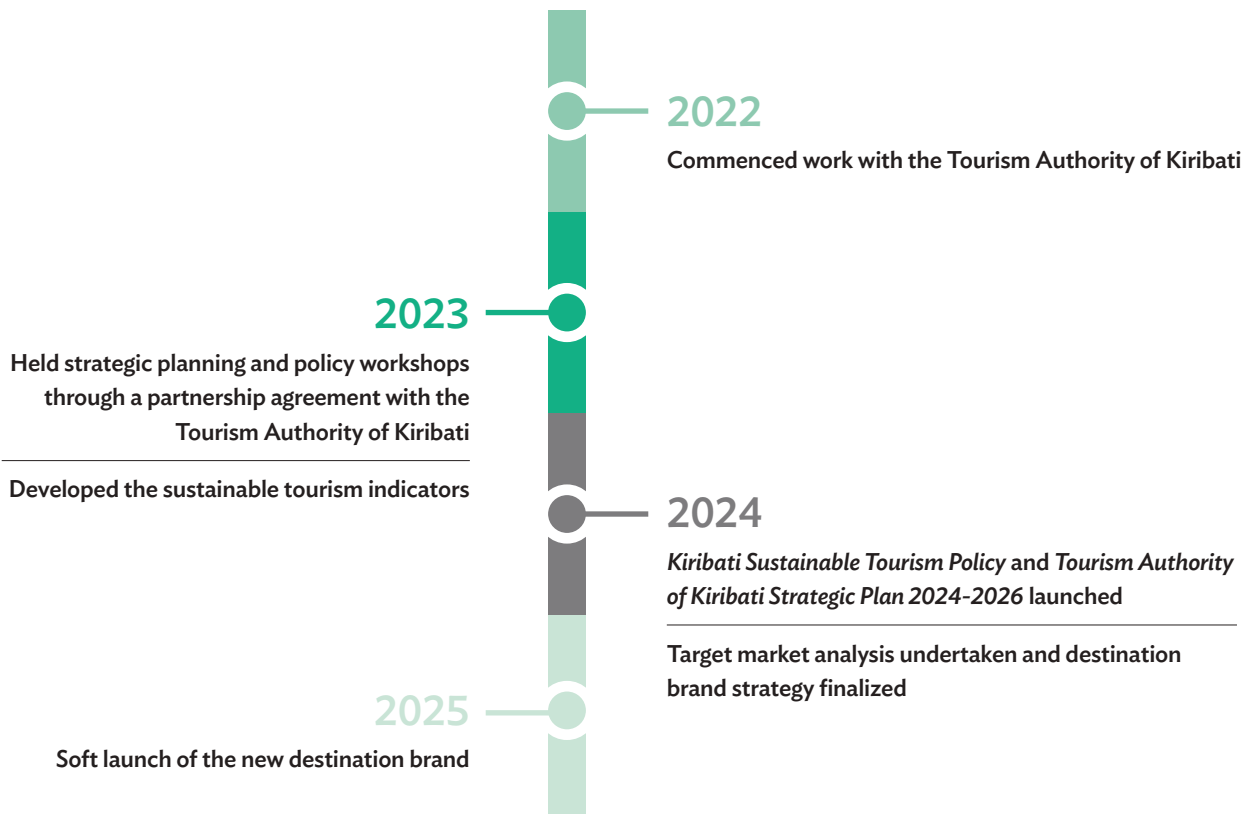 2022
Commenced work with the Tourism Authority of Kiribati
2023
Held strategic planning and policy workshops
through a partnership agreement with the
Tourism Authority of Kiribati
Developed the sustainable tourism indicators
2024
Kiribati Sustainable Tourism Policy and Tourism Authority
of Kiribati Strategic Plan 2024-2026 launched
Target market analysis undertaken and destination
brand strategy finalized
2025
Soft launch of the new destination brand